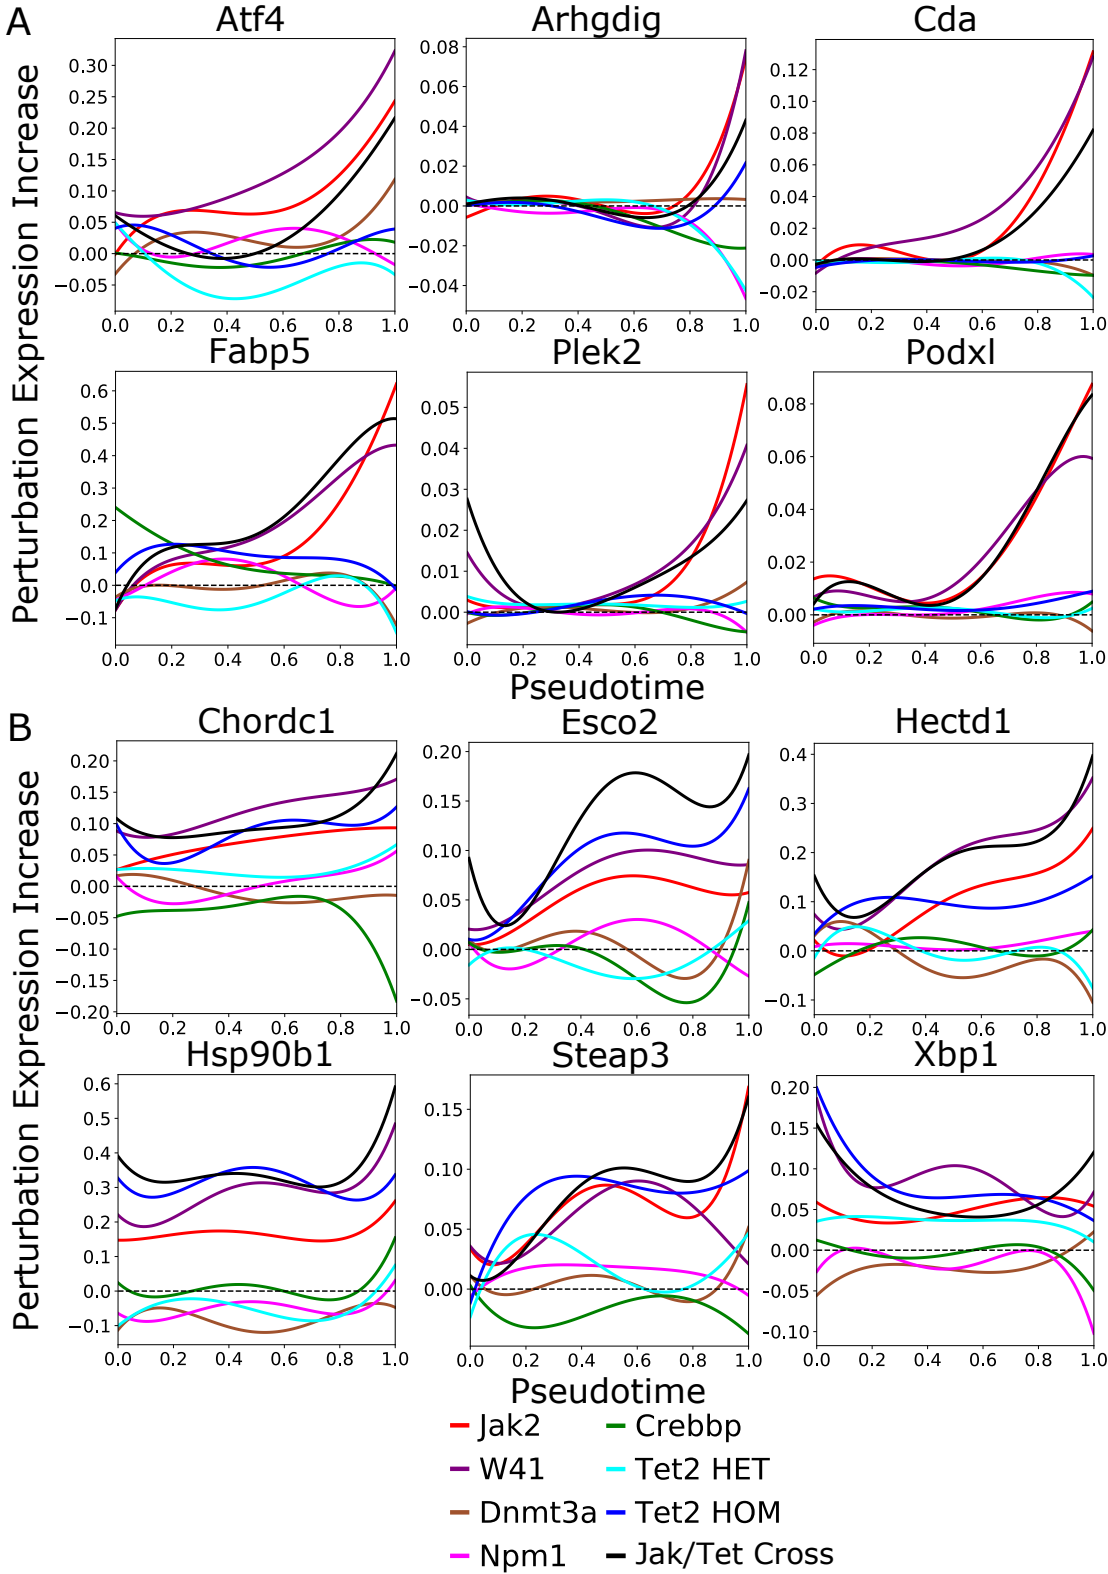 A
Atf4 Arhgdig Cda
Perturbation Expression Increase
0.30 0.25 0.20 0.15 0.10 0.05 0.00 −0.05
0.0 0.2 0.4 0.6 0.8 1.0
0.08 0.06 0.04 0.02 0.00 −0.02 −0.04
0.0 0.2 0.4 0.6 0.8 1.0
0.12 0.10 0.08 0.06 0.04 0.02 0.00 −0.02
0.0 0.2 0.4 0.6 0.8 1.0
Fabp5 Plek2 Podxl
0.6 0.5 0.4 0.3 0.2 0.1 0.0 −0.1
0.0 0.2 0.4 0.6 0.8 1.0
0.05 0.04 0.03 0.02 0.01 0.00
0.0 0.2 0.4 0.6 0.8 1.0
0.08 0.06 0.04 0.02 0.00
0.0 0.2 0.4 0.6 0.8 1.0
Pseudotime
B
Chordc1 Esco2 Hectd1
Perturbation Expression Increase
0.20 0.15 0.10 0.05 0.00 −0.05 −0.10 −0.15 −0.20
0.0 0.2 0.4 0.6 0.8 1.0
0.20 0.15 0.10 0.05 0.00 −0.05
0.0 0.2 0.4 0.6 0.8 1.0
0.4 0.3 0.2 0.1 0.0 −0.1
0.0 0.2 0.4 0.6 0.8 1.0
Hsp90b1 Steap3 Xbp1
0.6 0.5 0.4 0.3 0.2 0.1 0.0 −0.1
0.0 0.2 0.4 0.6 0.8 1.0
0.15 0.10 0.05 0.00
0.0 0.2 0.4 0.6 0.8 1.0
0.20 0.15 0.10 0.05 0.00 −0.05 −0.10
0.0 0.2 0.4 0.6 0.8 1.0
Pseudotime
Jak2 Crebbp
W41 Tet2 HET
Dnmt3a Tet2 HOM
Npm1 Jak/Tet Cross